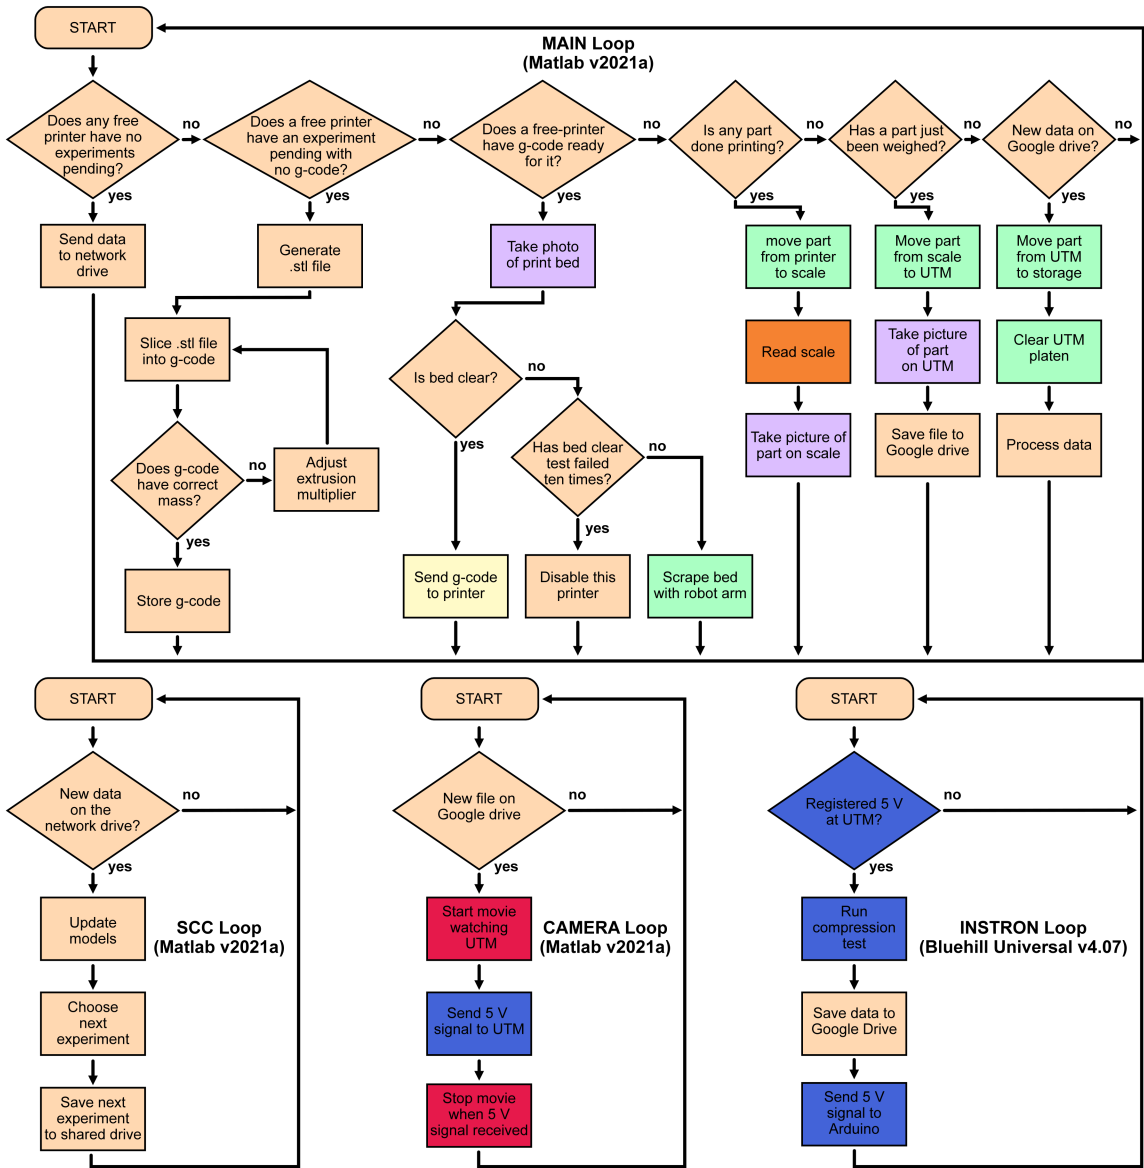 START
MAIN Loop
(Matlab v2021a)
Does any free
printer have no
experiments
pending?
no
yes
Does a free printer
have an experiment
pending with
no g-code?
no
yes
Does a free-printer
have g-code ready
for it?
no
yes
Is any part
done printing?
no
yes
Has a part just
been weighed?
no
yes
New data on
Google drive?
no
yes
Send data
to network
drive
Generate
.stl file
Take photo
of print bed
move part
from printer
to scale
Move part
from scale
to UTM
Move part
from UTM
to storage
Slice .stl file
into g-code
Is bed clear?
no
yes
Read scale
Take picture
of part
on UTM
Clear UTM
platen
Does g-code
have correct
mass?
no
yes
Adjust
extrusion
multiplier
Has bed clear
test failed
ten times?
no
yes
Take picture of
part on scale
Save file to
Google drive
Process data
Store g-code
Send g-code
to printer
Disable this
printer
Scrape bed
with robot arm
START
New data
on the
network drive?
no
yes
Update
models
SCC Loop
(Matlab v2021a)
Choose
next
experiment
Save next
experiment
to shared drive
START
New file on
Google drive
no
yes
Start movie
watching
UTM
CAMERA Loop
(Matlab v2021a)
Send 5 V
signal to UTM
Stop movie
when 5 V
signal received
START
Registered 5 V
at UTM?
no
yes
Run
compression
test
INSTRON Loop
(Bluehill Universal v4.07)
Save data to
Google Drive
Send 5 V
signal to
Arduino